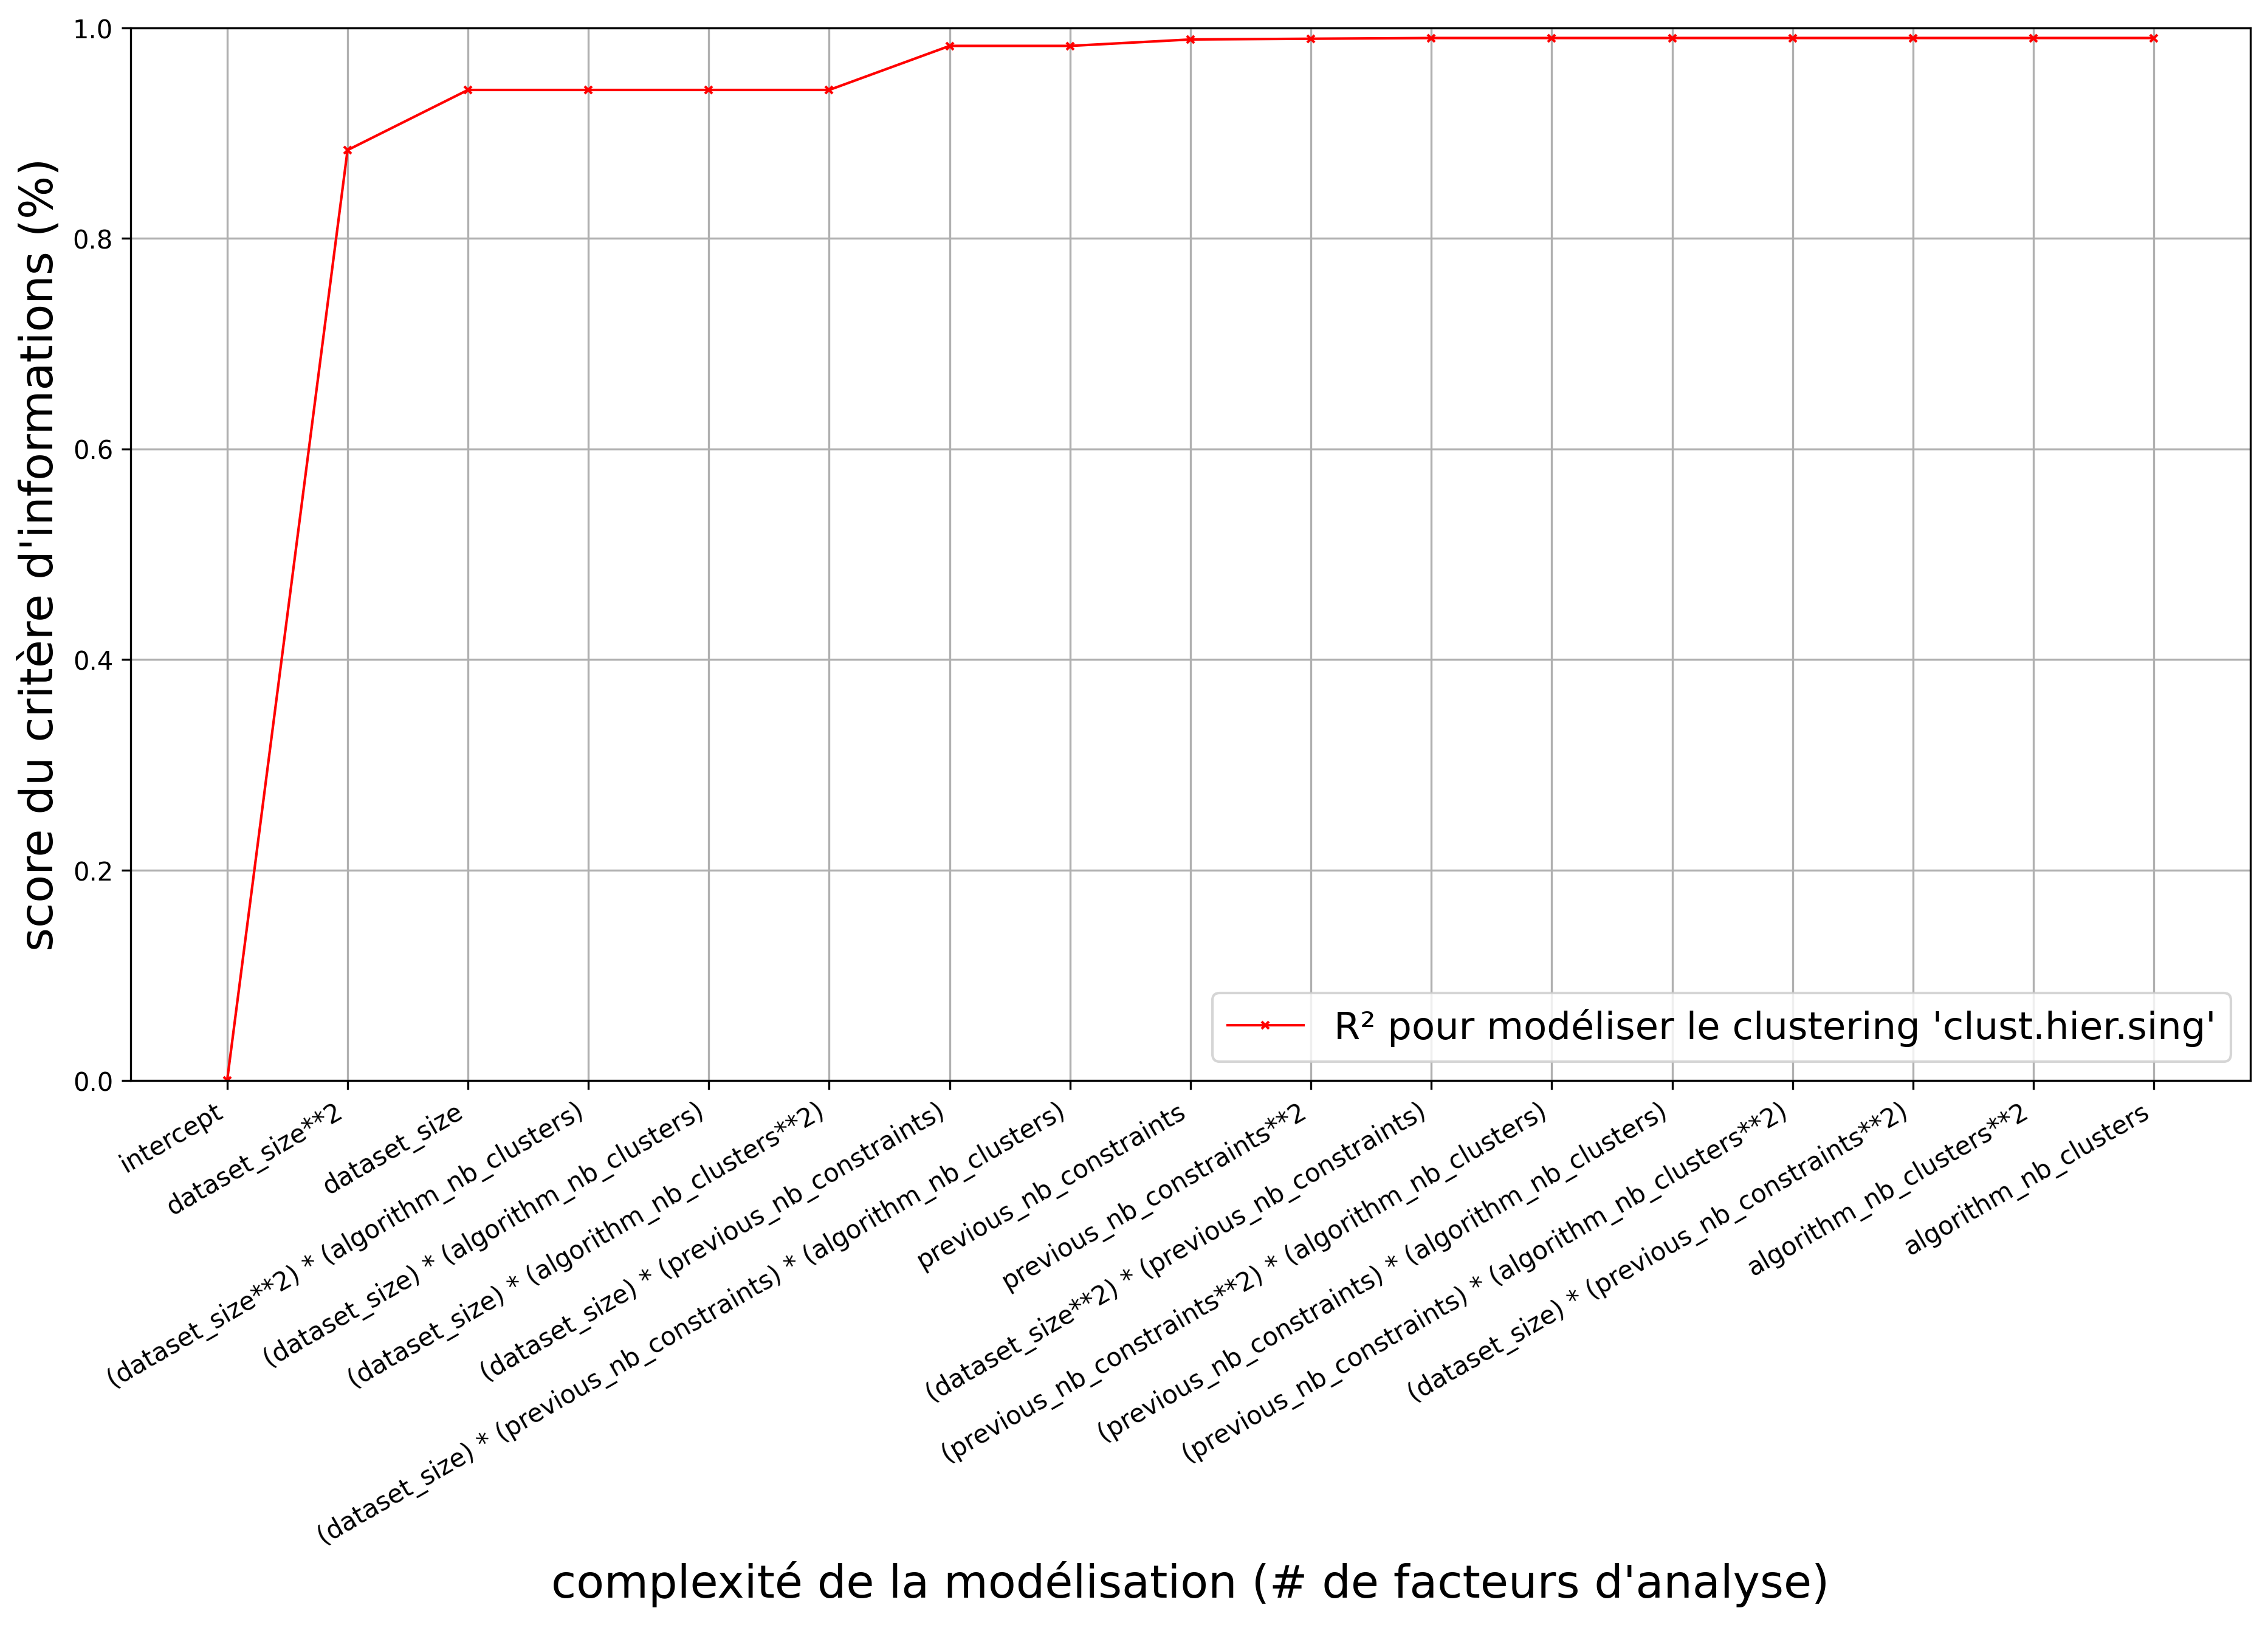 score du critère d'informations (%)
1.0
0.8
0.6
0.4
0.2
0.0
R² pour modéliser le clustering 'clust.hier.sing'
intercept
dataset_size**2
dataset_size
(dataset_size**2) * (algorithm_nb_clusters)
(dataset_size) * (algorithm_nb_clusters)
(dataset_size) * (algorithm_nb_clusters**2)
(dataset_size) * (previous_nb_constraints)
(dataset_size) * (previous_nb_constraints) * (algorithm_nb_clusters)
previous_nb_constraints
previous_nb_constraints**2
(dataset_size**2) * (previous_nb_constraints)
(previous_nb_constraints**2) * (algorithm_nb_clusters)
(previous_nb_constraints) * (algorithm_nb_clusters)
(previous_nb_constraints) * (algorithm_nb_clusters**2)
(dataset_size) * (previous_nb_constraints**2)
algorithm_nb_clusters**2
algorithm_nb_clusters
complexité de la modélisation (# de facteurs d'analyse)